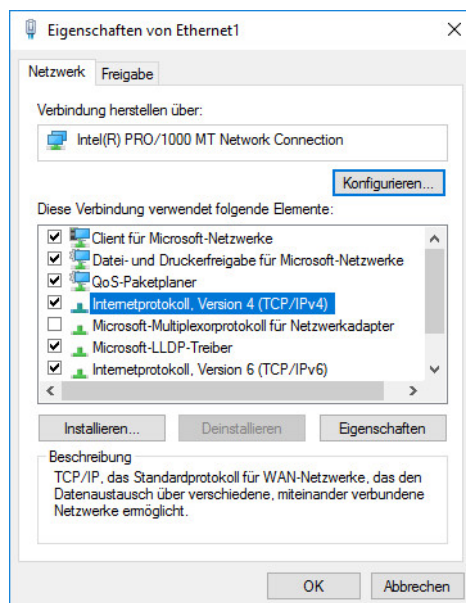 Eigenschaften von Ethernet1
Netzwerk
Freigabe
Verbindung herstellen über:
Intel(R) PRO/1000 MT Network Connection
Konfigurieren...
Diese Verbindung verwendet folgende Elemente:
Client für Microsoft-Netzwerke
Datei- und Druckerfreigabe für Microsoft-Netzwerke
QoS-Paketplaner
Internetprotokoll, Version 4 (TCP/IPv4)
Microsoft-Multiplexorprotokoll für Netzwerkadapter
Microsoft-LLDP-Treiber
Internetprotokoll, Version 6 (TCP/IPv6)
Installieren...
Deinstallieren
Eigenschaften
Beschreibung
TCP/IP, das Standardprotokoll für WAN-Netzwerke, das den
Datenaustausch über verschiedene, miteinander verbundene
Netzwerke ermöglicht.
OK
Abbrechen